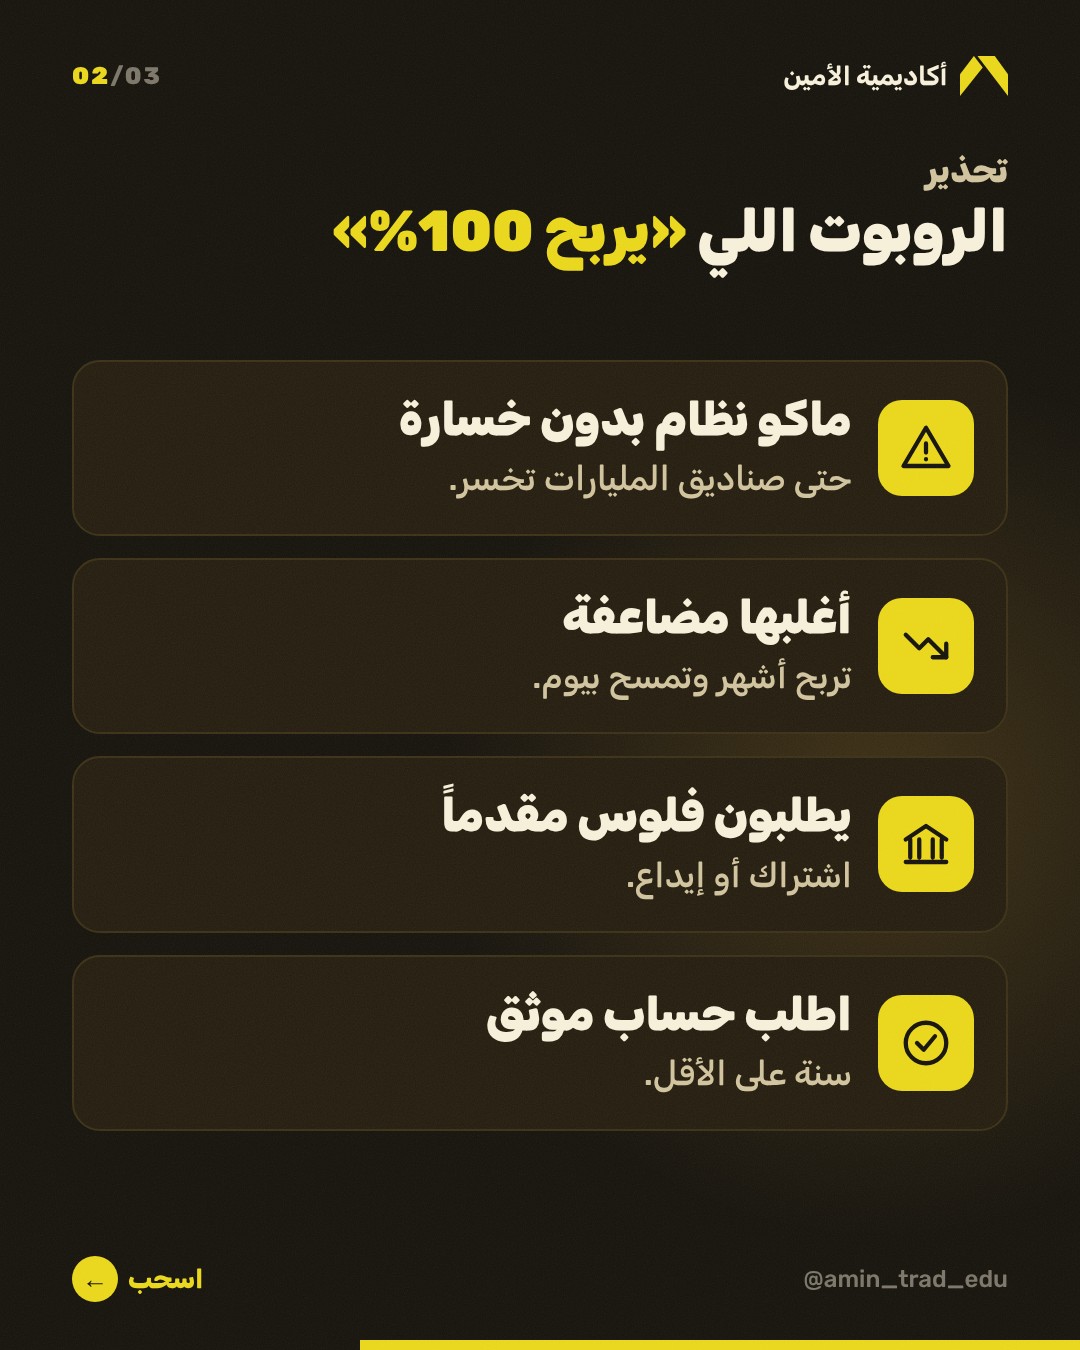 أكاديمية الأمين
02/03
تحذير
الروبوت اللي «يربح 100%»
ماكو نظام بدون خسارة
حتى صناديق المليارات تخسر.
أغلبها مضاعفة
تربح أشهر وتمسح بيوم.
يطلبون فلوس مقدماً
اشتراك أو إيداع.
اطلب حساب موثق
سنة على الأقل.
@amin_trad_edu
اسحب ←